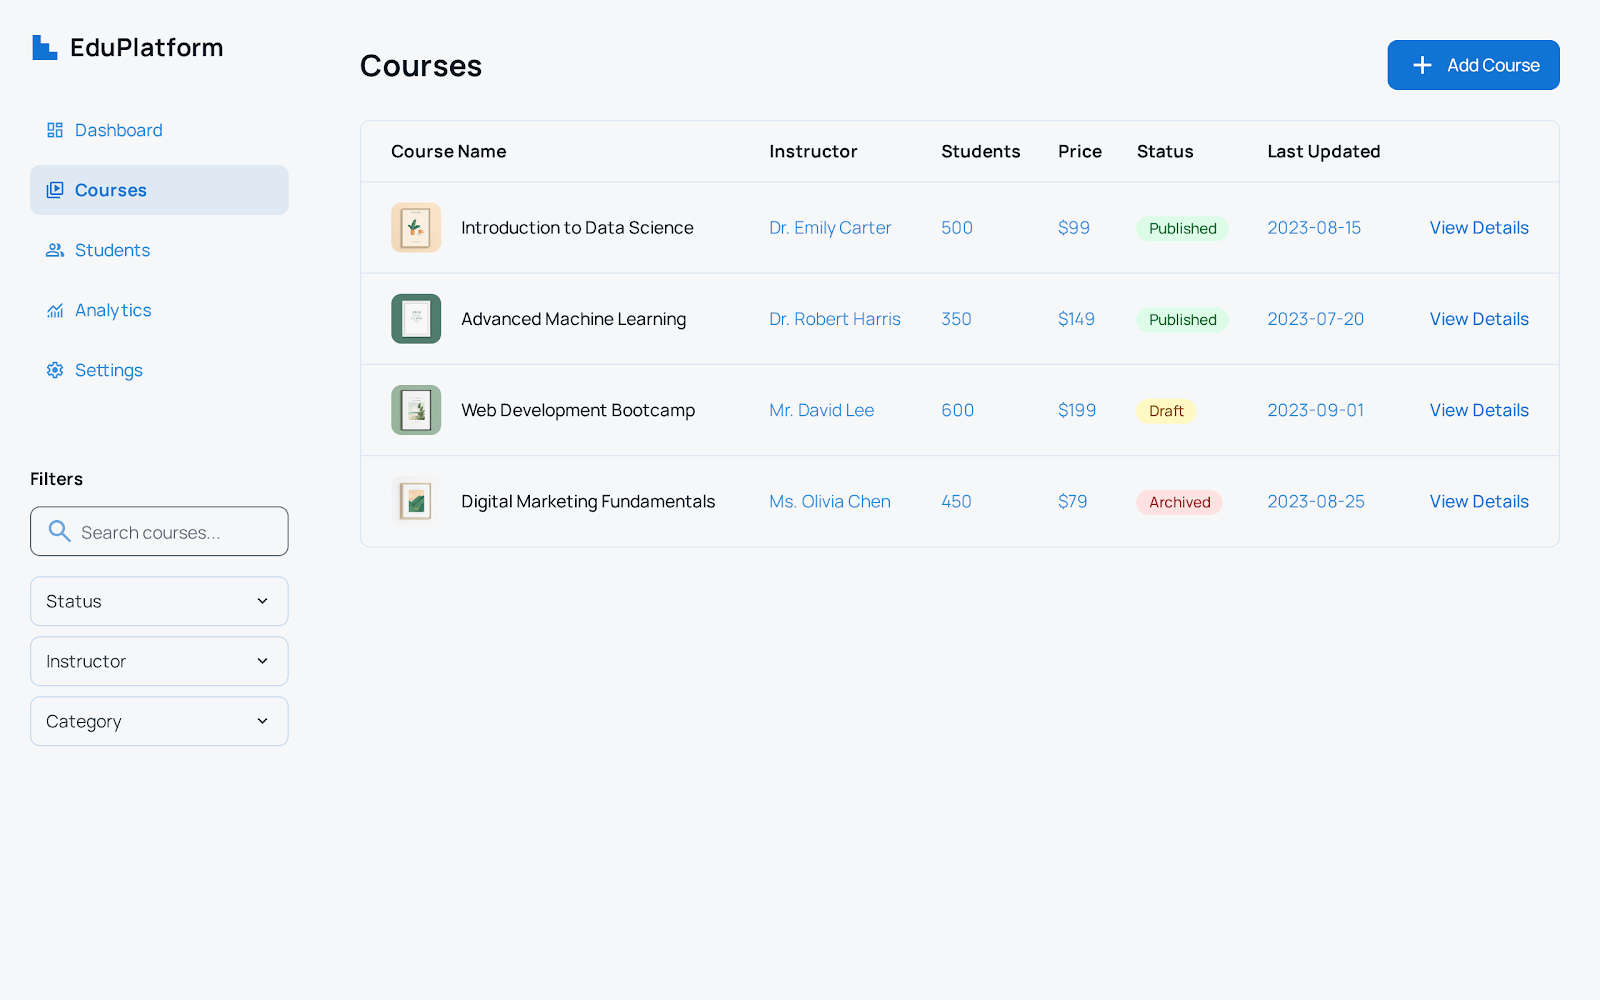 EduPlatform
Dashboard
Courses
Students
Analytics
Settings
Filters
Search courses...
Status
Instructor
Category
Courses
Add Course
Course Name Instructor Students Price Status Last Updated
Introduction to Data Science Dr. Emily Carter 500 $99 Published 2023-08-15 View Details
Advanced Machine Learning Dr. Robert Harris 350 $149 Published 2023-07-20 View Details
Web Development Bootcamp Mr. David Lee 600 $199 Draft 2023-09-01 View Details
Digital Marketing Fundamentals Ms. Olivia Chen 450 $79 Archived 2023-08-25 View Details